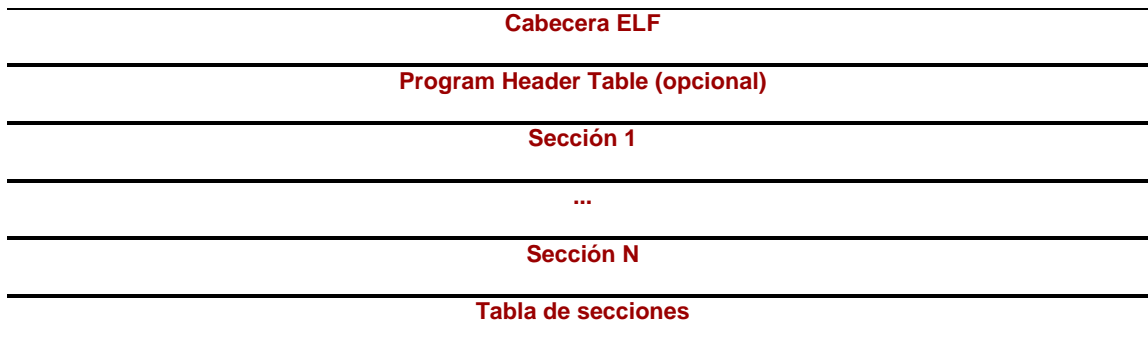 Cabecera ELF
Program Header Table (opcional)
Sección 1
...
Sección N
Tabla de secciones